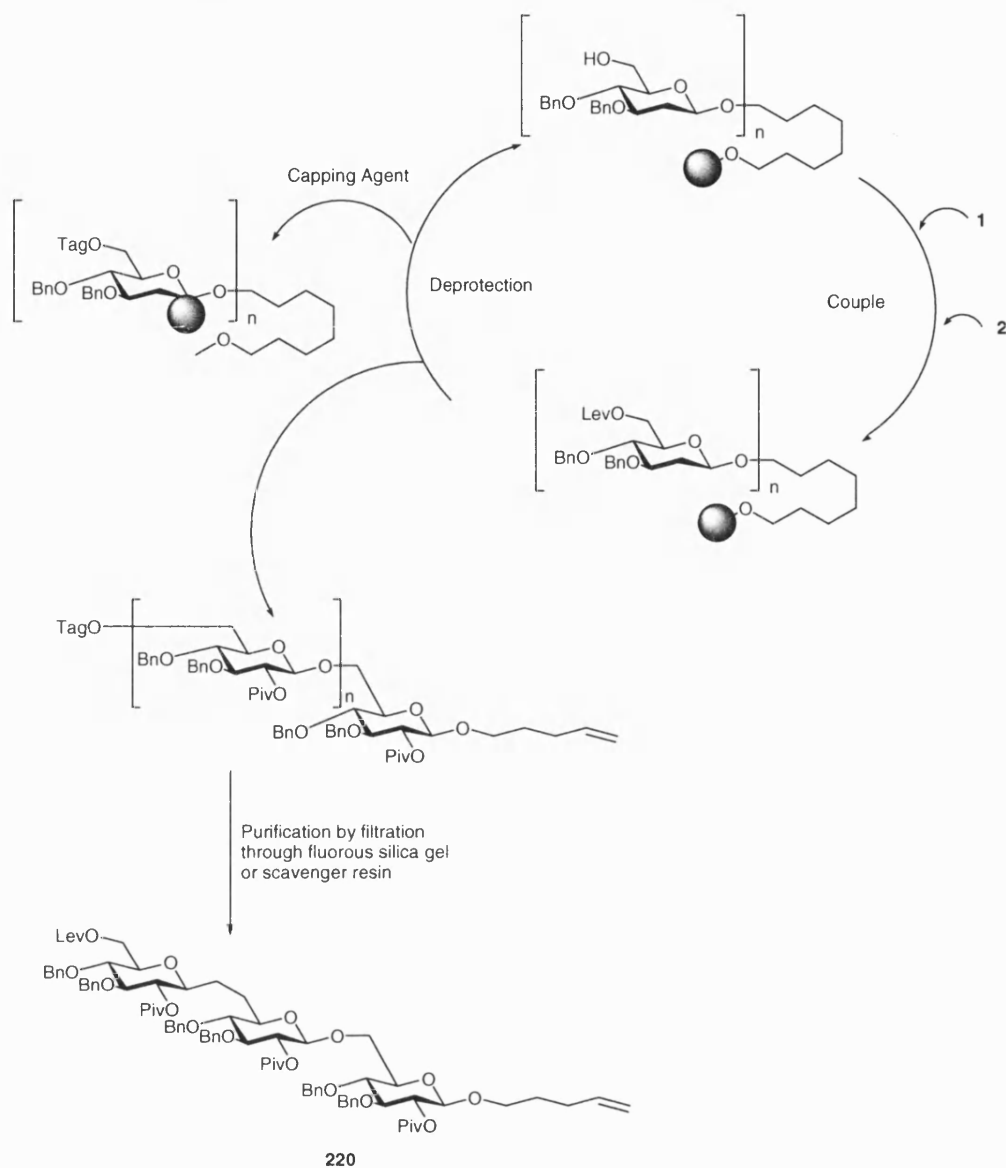 HO
O
BnO
BnO
O
n
O
Capping Agent
1
TagO
O
BnO
BnO
O
n
O
Deprotection
Couple
2
LevO
O
BnO
BnO
O
n
O
TagO
O
BnO
BnO
O
PivO
n
O
BnO
BnO
O
PivO
Purification by filtration
through fluorous silica gel
or scavenger resin
LevO
O
BnO
BnO
PivO
O
BnO
BnO
O
PivO
O
BnO
BnO
O
PivO
220